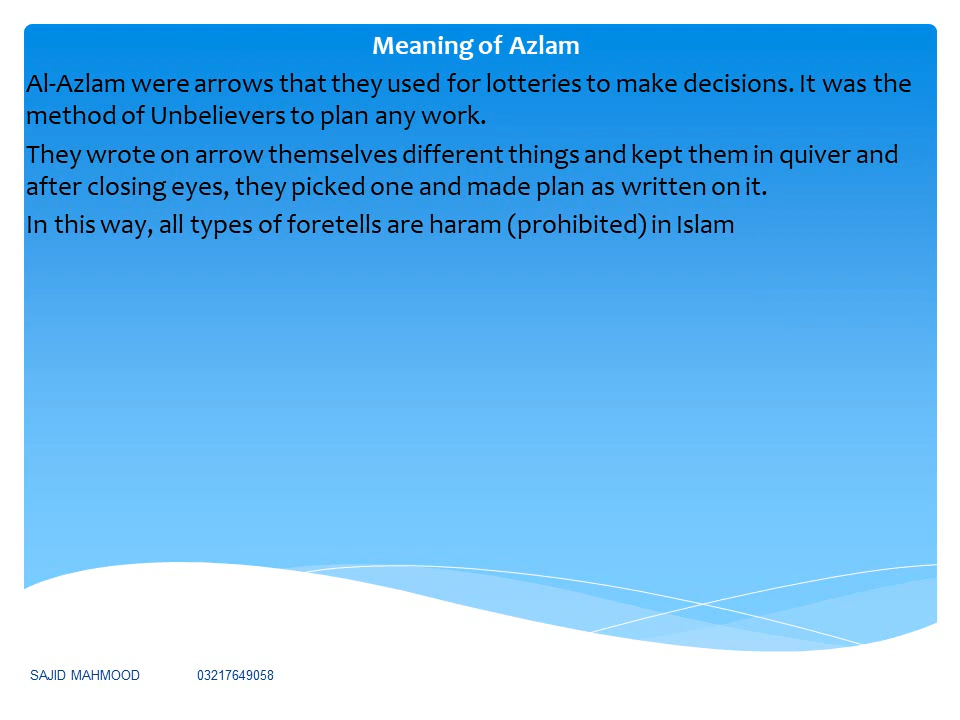 Meaning of Azlam
Al-Azlam were arrows that they used for lotteries to make decisions. It was the
method of Unbelievers to plan any work.
They wrote on arrow themselves different things and kept them in quiver and
after closing eyes, they picked one and made plan as written on it.
In this way, all types of foretells are haram (prohibited) in Islam
SAJID MAHMOOD 03217649058